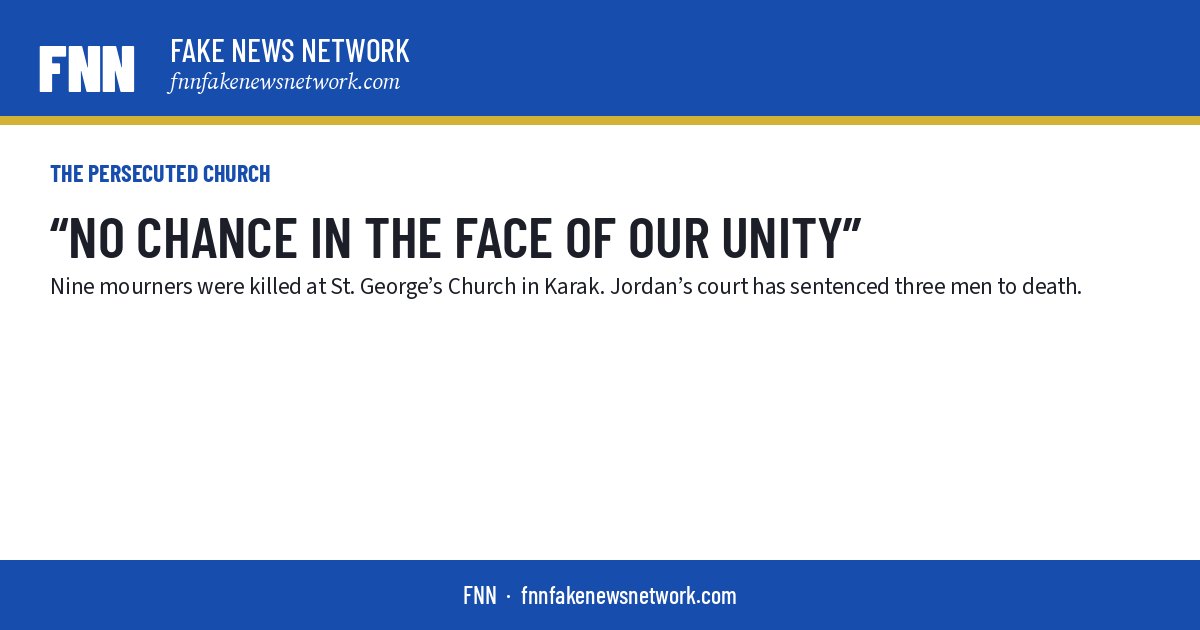 FNN
FAKE NEWS NETWORK
fnnfakenewsnetwork.com
THE PERSECUTED CHURCH
“NO CHANCE IN THE FACE OF OUR UNITY”
Nine mourners were killed at St. George’s Church in Karak. Jordan’s court has sentenced three men to death.
FNN · fnnfakenewsnetwork.com